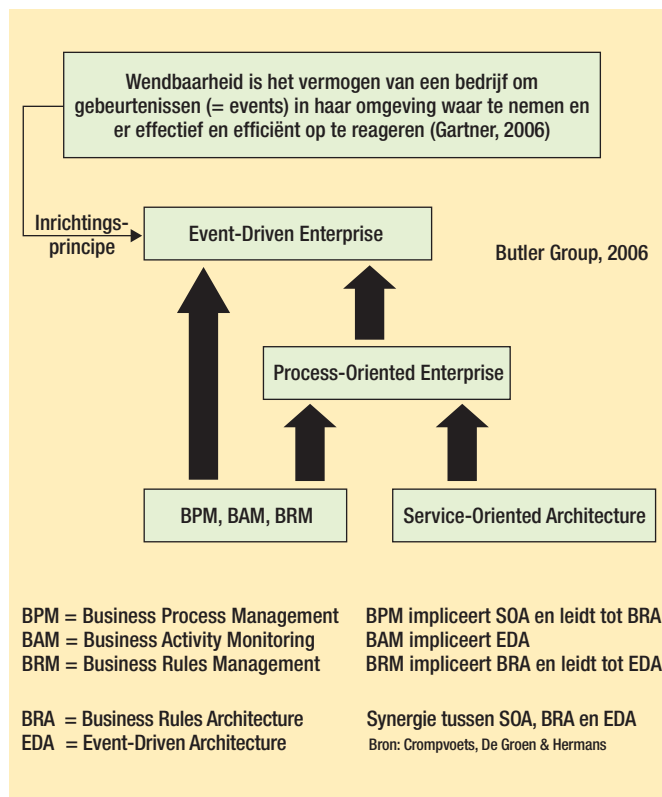 Wendbaarheid is het vermogen van een bedrijf om
gebeurtenissen (= events) in haar omgeving waar te nemen en
er effectief en efficiënt op te reageren (Gartner, 2006)
Inrichtings-
principe
Event-Driven Enterprise
Butler Group, 2006
Process-Oriented Enterprise
BPM, BAM, BRM
Service-Oriented Architecture
BPM = Business Process Management
BAM = Business Activity Monitoring
BRM = Business Rules Management
BPM impliceert SOA en leidt tot BRA
BAM impliceert EDA
BRM impliceert BRA en leidt tot EDA
BRA = Business Rules Architecture
EDA = Event-Driven Architecture
Synergie tussen SOA, BRA en EDA
Bron: Crompvoets, De Groen & Hermans